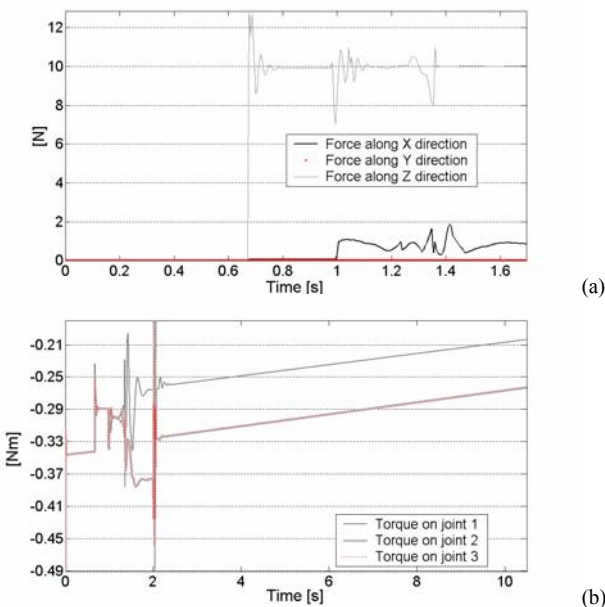 12
10
8
6
4
2
0
[N]
Force along X direction
Force along Y direction
Force along Z direction
0 0.2 0.4 0.6 0.8 1 1.2 1.4 1.6
Time [s]
(a)
-0.21
-0.25
-0.29
-0.33
-0.37
-0.41
-0.45
-0.49
[Nm]
Torque on joint 1
Torque on joint 2
Torque on joint 3
0 2 4 6 8 10
Time [s]
(b)